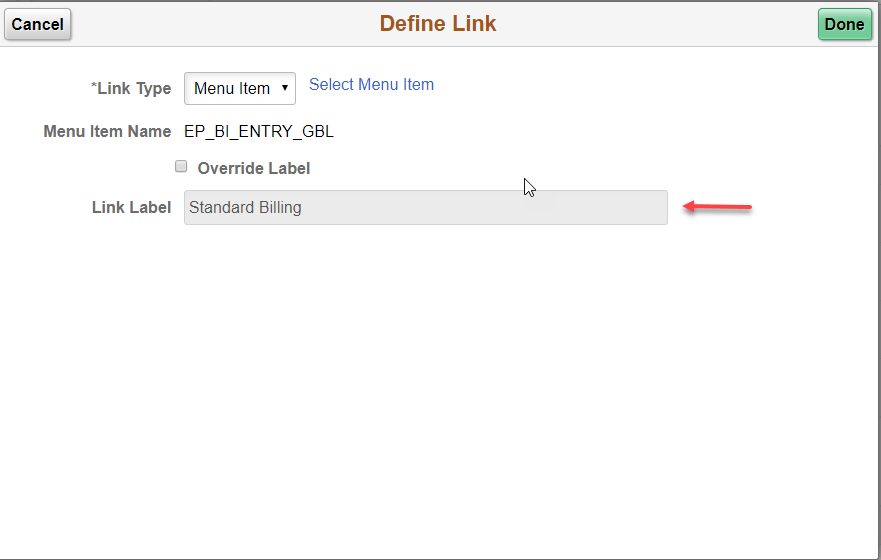 Cancel
Define Link
Done
*Link Type
Menu Item
Select Menu Item
Menu Item Name
EP_BI_ENTRY_GBL
Override Label
Link Label
Standard Billing